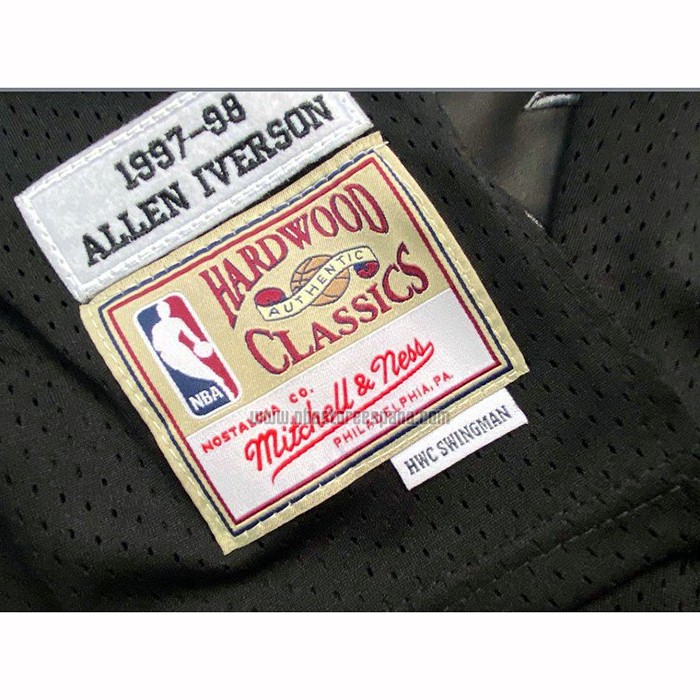 1997-98
ALLEN IVERSON
HARDWOOD
AUTHENTIC
CLASSICS
NBA
NOSTALGIA CO.
Mitchell & Ness
PHILADELPHIA, PA.
HWC SWINGMAN